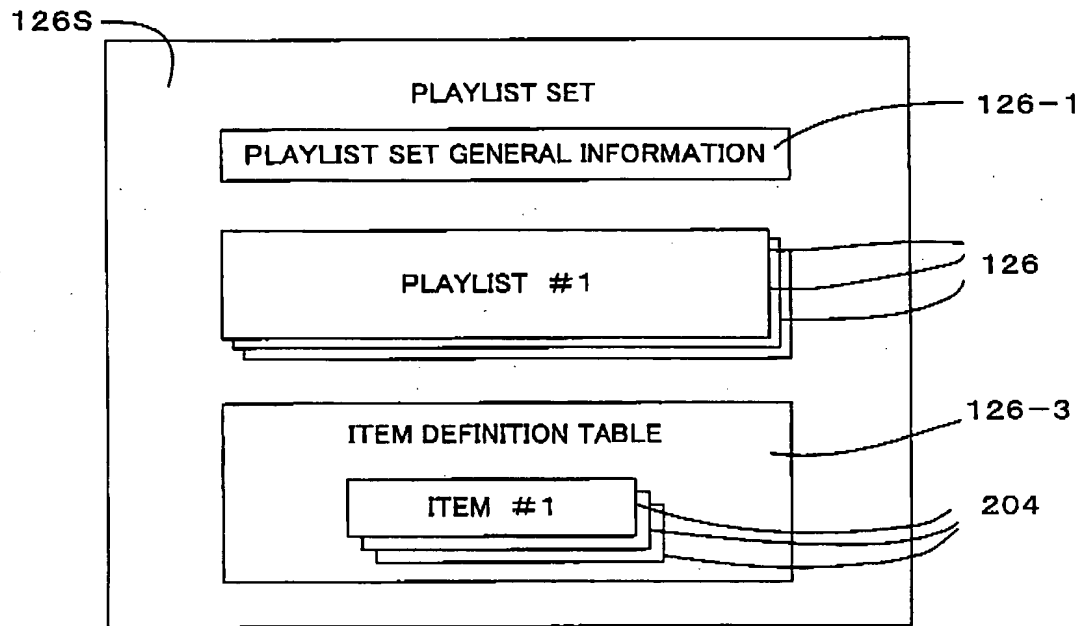 126S
PLAYLIST SET
126-1
PLAYLIST SET GENERAL INFORMATION
PLAYLIST #1
126
126-3
ITEM DEFINITION TABLE
ITEM #1
204